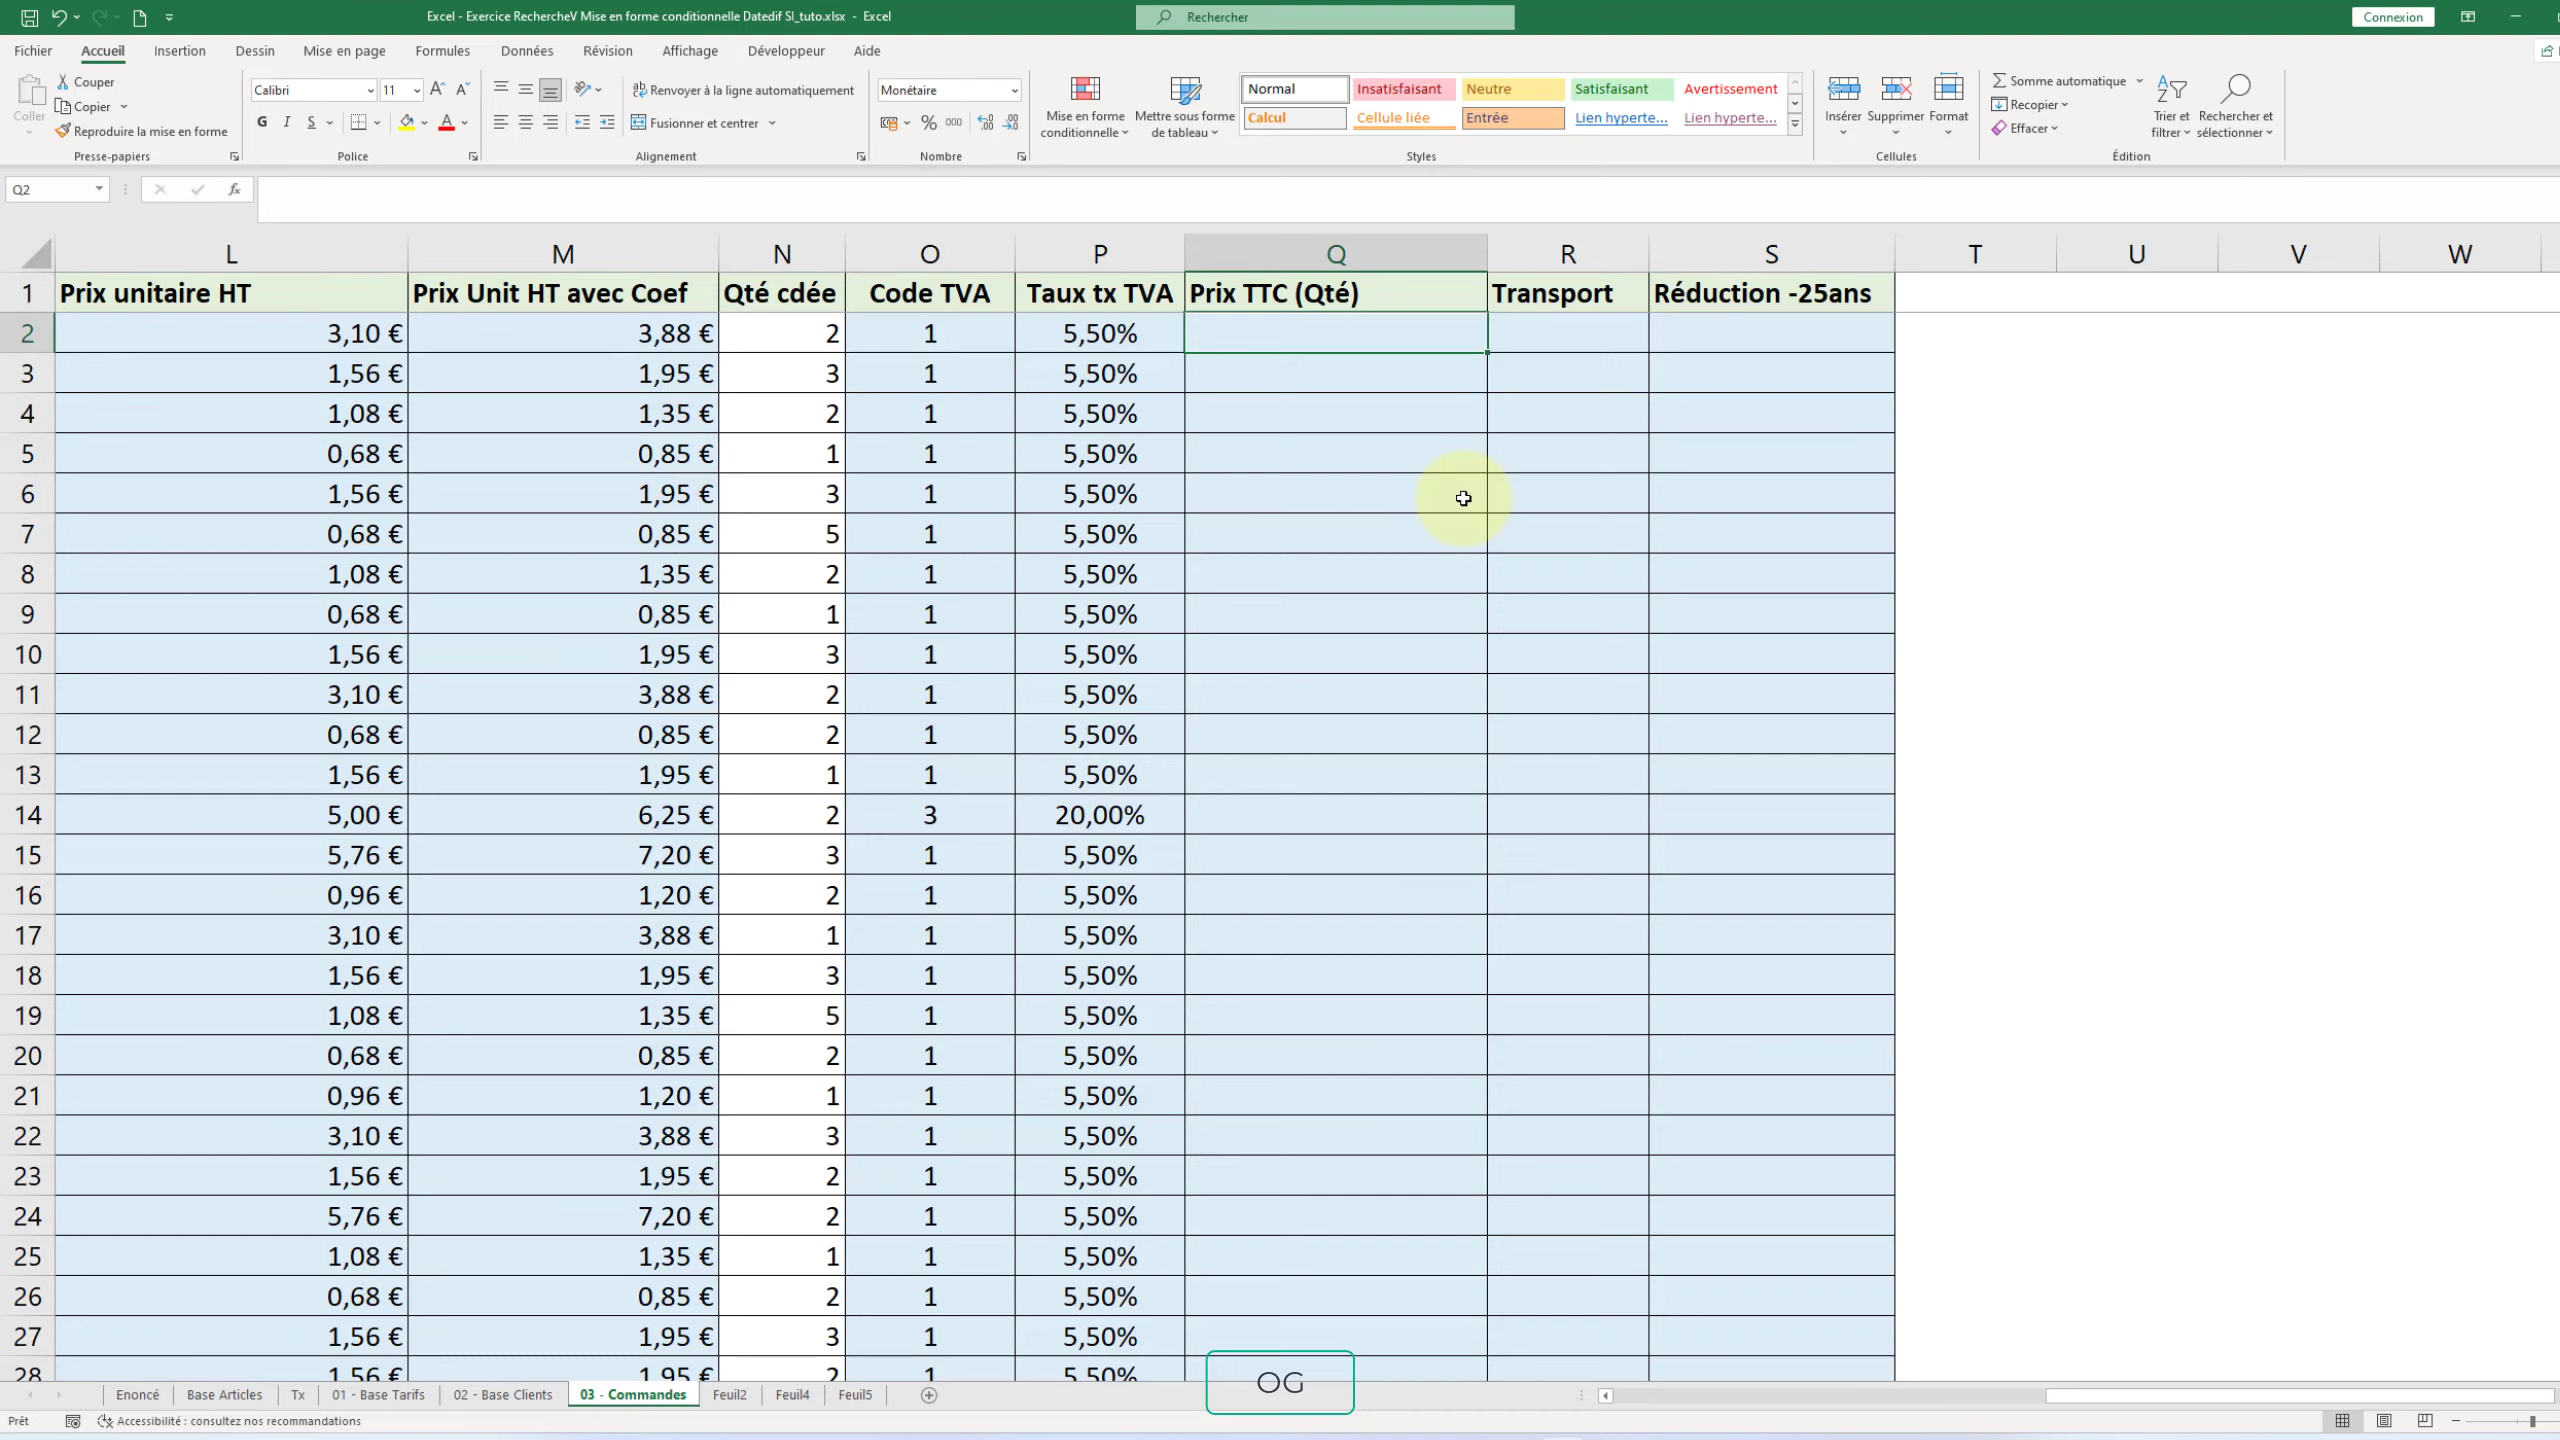 Excel - Exercice RechercheV Mise en forme conditionnelle Datedif SI_tuto.xlsx - Excel
Rechercher
Connexion
Fichier Accueil Insertion Dessin Mise en page Formules Données Révision Affichage Développeur Aide
Coller
Couper
Copier
Reproduire la mise en forme
Presse-papiers
Calibri 11
G I S
Police
Renvoyer à la ligne automatiquement
Fusionner et centrer
Alignement
Monétaire
% 000
Nombre
Mise en forme conditionnelle
Mettre sous forme de tableau
Normal Insatisfaisant Neutre Satisfaisant Avertissement
Calcul Cellule liée Entrée Lien hyperte... Lien hyperte...
Styles
Insérer Supprimer Format
Cellules
Somme automatique
Recopier
Effacer
Trier et filtrer
Rechercher et sélectionner
Édition
Q2
fx
L M N O P Q R S T U V W
1 Prix unitaire HT Prix Unit HT avec Coef Qté cdée Code TVA Taux tx TVA Prix TTC (Qté) Transport Réduction -25ans
2 3,10 € 3,88 € 2 1 5,50%
3 1,56 € 1,95 € 3 1 5,50%
4 1,08 € 1,35 € 2 1 5,50%
5 0,68 € 0,85 € 1 1 5,50%
6 1,56 € 1,95 € 3 1 5,50%
7 0,68 € 0,85 € 5 1 5,50%
8 1,08 € 1,35 € 2 1 5,50%
9 0,68 € 0,85 € 1 1 5,50%
10 1,56 € 1,95 € 3 1 5,50%
11 3,10 € 3,88 € 2 1 5,50%
12 0,68 € 0,85 € 2 1 5,50%
13 1,56 € 1,95 € 1 1 5,50%
14 5,00 € 6,25 € 2 3 20,00%
15 5,76 € 7,20 € 3 1 5,50%
16 0,96 € 1,20 € 2 1 5,50%
17 3,10 € 3,88 € 1 1 5,50%
18 1,56 € 1,95 € 3 1 5,50%
19 1,08 € 1,35 € 5 1 5,50%
20 0,68 € 0,85 € 2 1 5,50%
21 0,96 € 1,20 € 1 1 5,50%
22 3,10 € 3,88 € 3 1 5,50%
23 1,56 € 1,95 € 2 1 5,50%
24 5,76 € 7,20 € 2 1 5,50%
25 1,08 € 1,35 € 1 1 5,50%
26 0,68 € 0,85 € 2 1 5,50%
27 1,56 € 1,95 € 3 1 5,50%
28 1,56 € 1,95 € 2 1 5,50%
OG
Enoncé Base Articles Tx 01 - Base Tarifs 02 - Base Clients 03 - Commandes Feuil2 Feuil4 Feuil5
Prêt Accessibilité : consultez nos recommandations